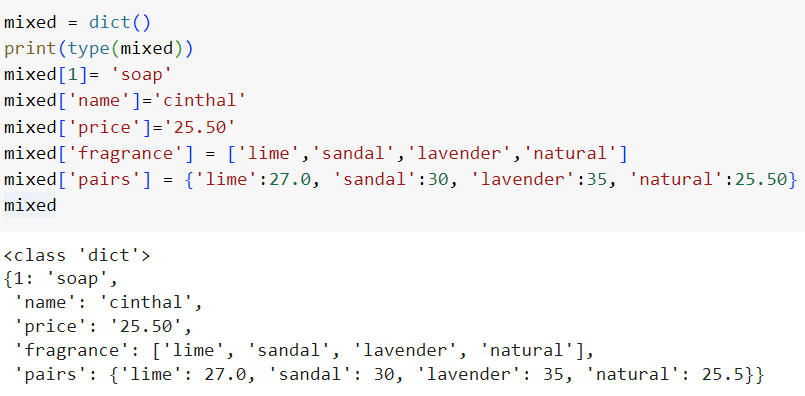 mixed = dict()
print(type(mixed))
mixed[1]= 'soap'
mixed['name']='cinthal'
mixed['price']='25.50'
mixed['fragrance'] = ['lime','sandal','lavender','natural']
mixed['pairs'] = {'lime':27.0, 'sandal':30, 'lavender':35, 'natural':25.50}
mixed
<class 'dict'>
{1: 'soap',
 'name': 'cinthal',
 'price': '25.50',
 'fragrance': ['lime', 'sandal', 'lavender', 'natural'],
 'pairs': {'lime': 27.0, 'sandal': 30, 'lavender': 35, 'natural': 25.5}}